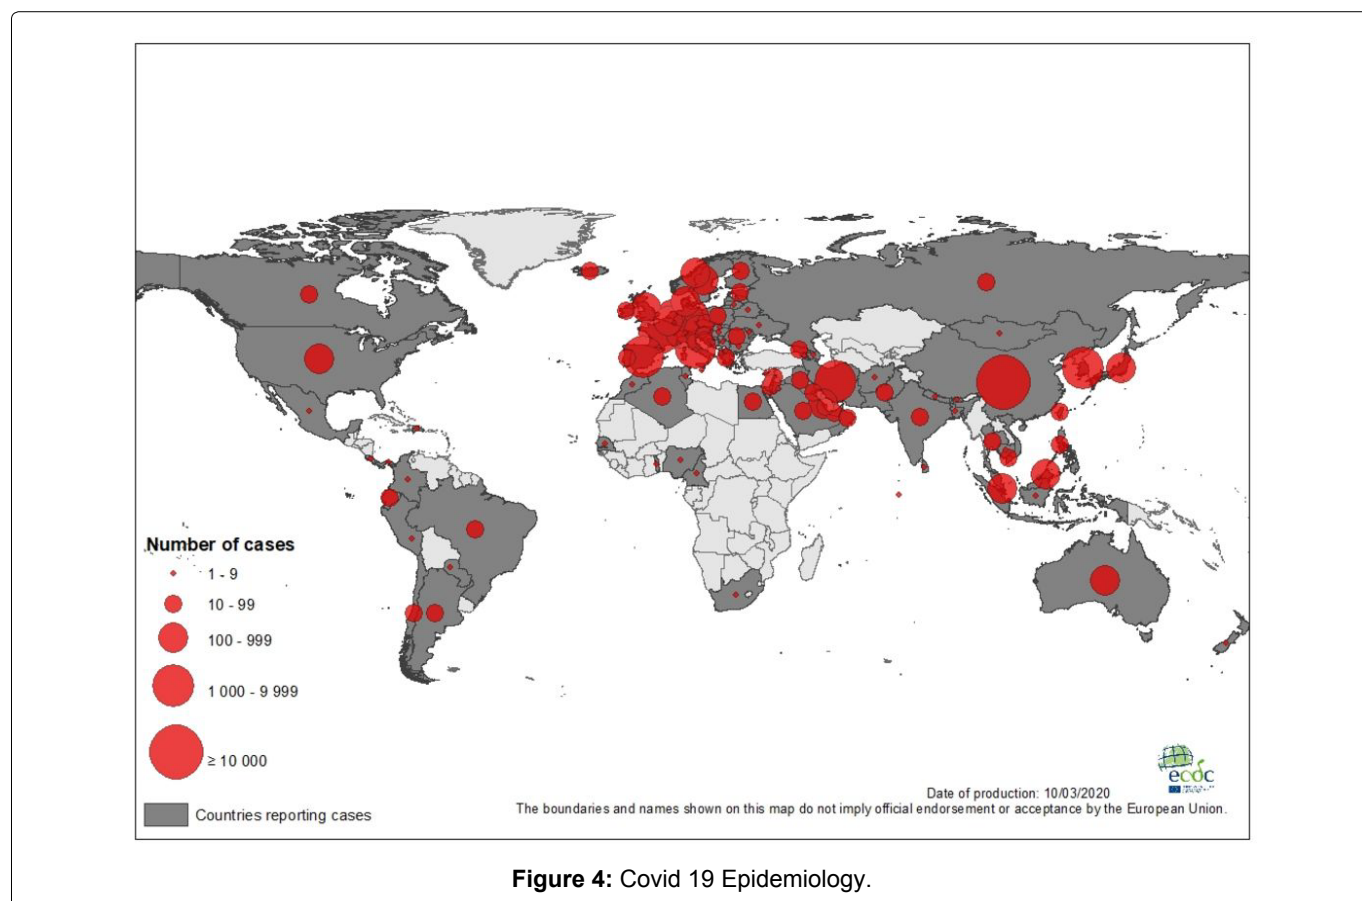 Number of cases
1 - 9
10 - 99
100 - 999
1 000 - 9 999
≥ 10 000
Countries reporting cases
ecdc
Date of production: 10/03/2020
The boundaries and names shown on this map do not imply official endorsement or acceptance by the European Union.
Figure 4: Covid 19 Epidemiology.